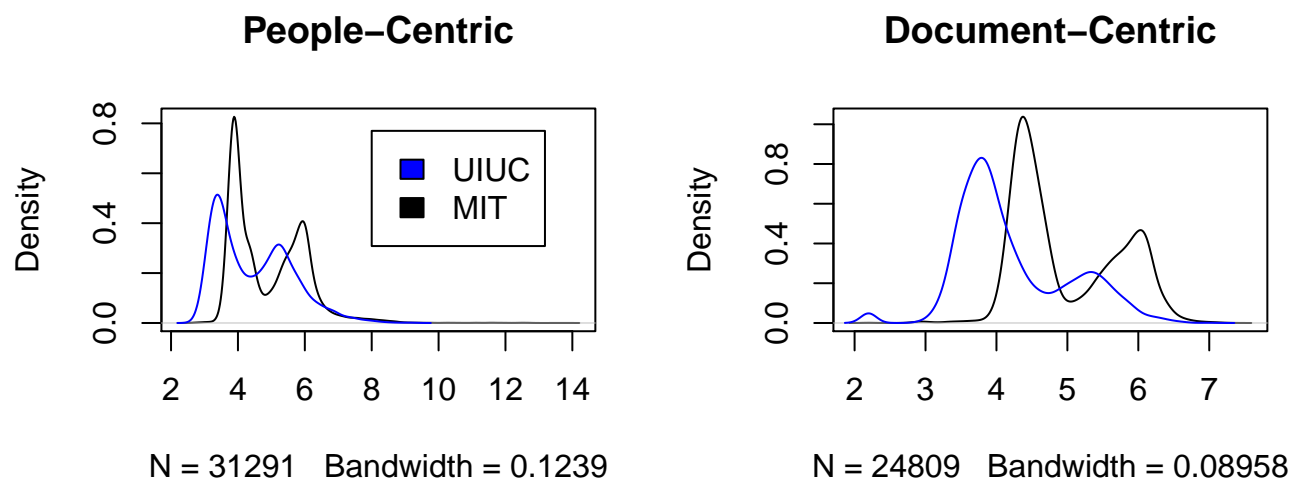 People−Centric
Density
0.0 0.4 0.8
UIUC
MIT
2 4 6 8 10 12 14
N = 31291 Bandwidth = 0.1239
Document−Centric
Density
0.0 0.4 0.8
2 3 4 5 6 7
N = 24809 Bandwidth = 0.08958